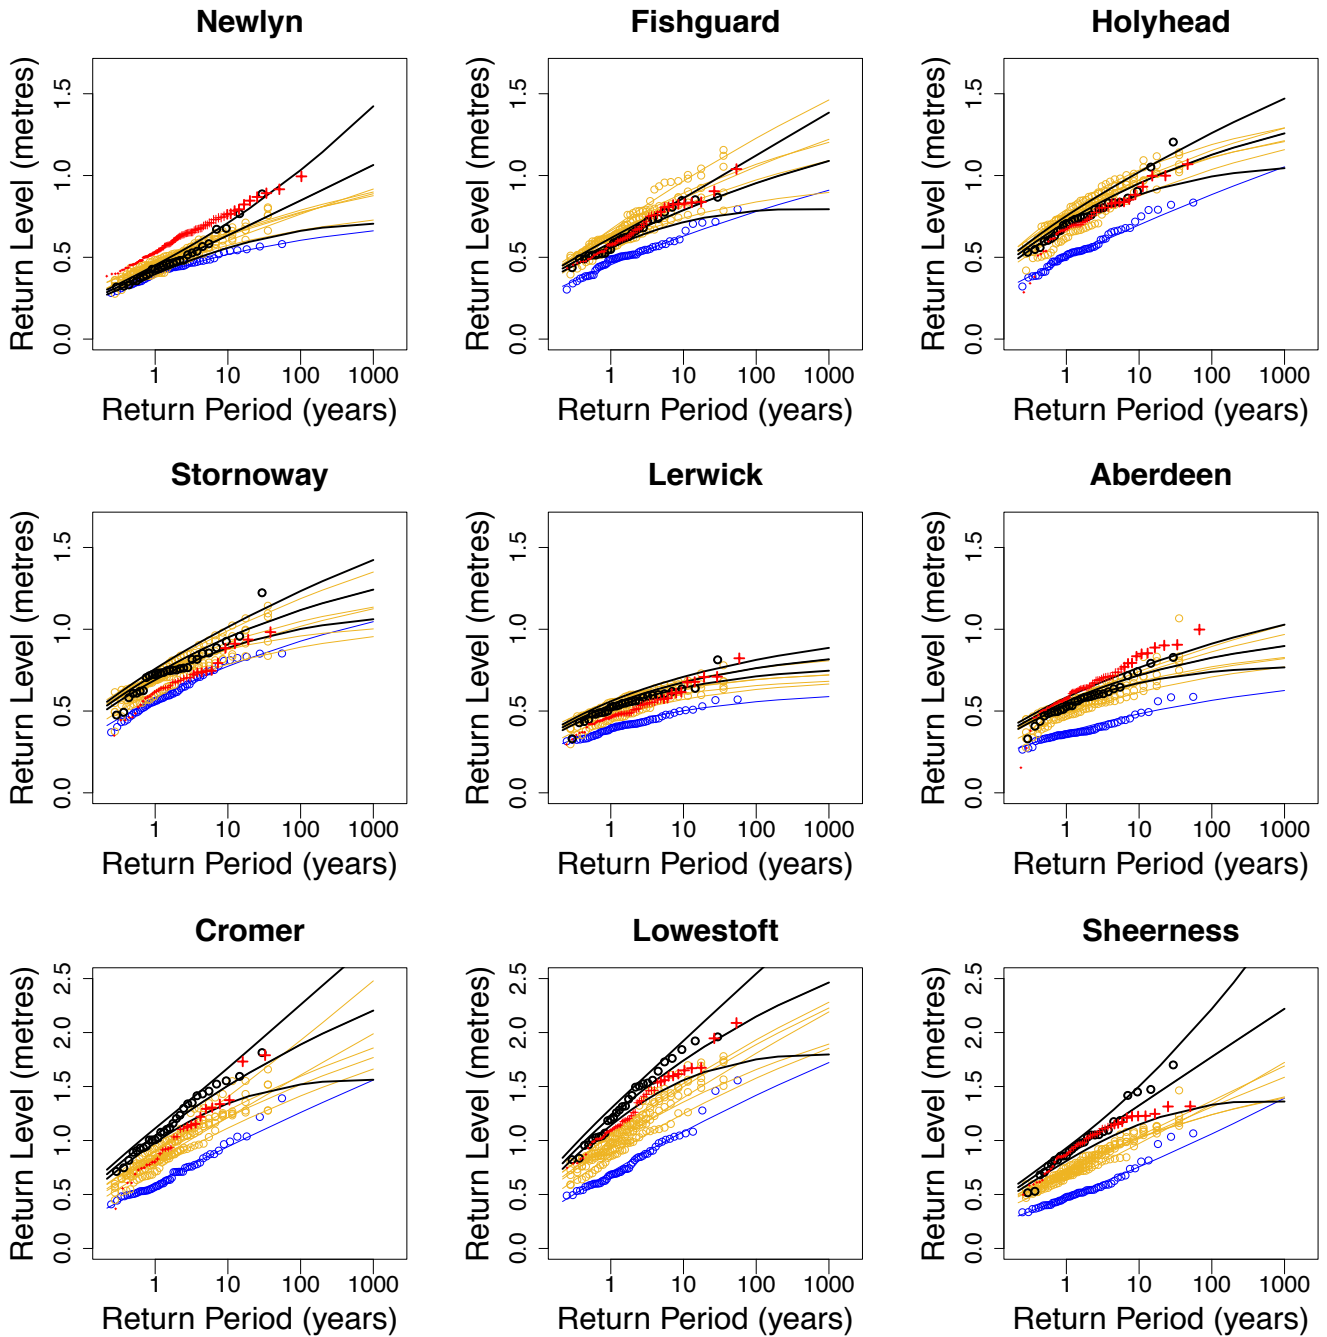 Newlyn
Fishguard
Holyhead
Return Level (metres)
0.0 0.5 1.0 1.5
1 10 100 1000
Return Period (years)
Return Level (metres)
0.0 0.5 1.0 1.5
1 10 100 1000
Return Period (years)
Return Level (metres)
0.0 0.5 1.0 1.5
1 10 100 1000
Return Period (years)
Stornoway
Lerwick
Aberdeen
Return Level (metres)
0.0 0.5 1.0 1.5
1 10 100 1000
Return Period (years)
Return Level (metres)
0.0 0.5 1.0 1.5
1 10 100 1000
Return Period (years)
Return Level (metres)
0.0 0.5 1.0 1.5
1 10 100 1000
Return Period (years)
Cromer
Lowestoft
Sheerness
Return Level (metres)
0.0 0.5 1.0 1.5 2.0 2.5
1 10 100 1000
Return Period (years)
Return Level (metres)
0.0 0.5 1.0 1.5 2.0 2.5
1 10 100 1000
Return Period (years)
Return Level (metres)
0.0 0.5 1.0 1.5 2.0 2.5
1 10 100 1000
Return Period (years)